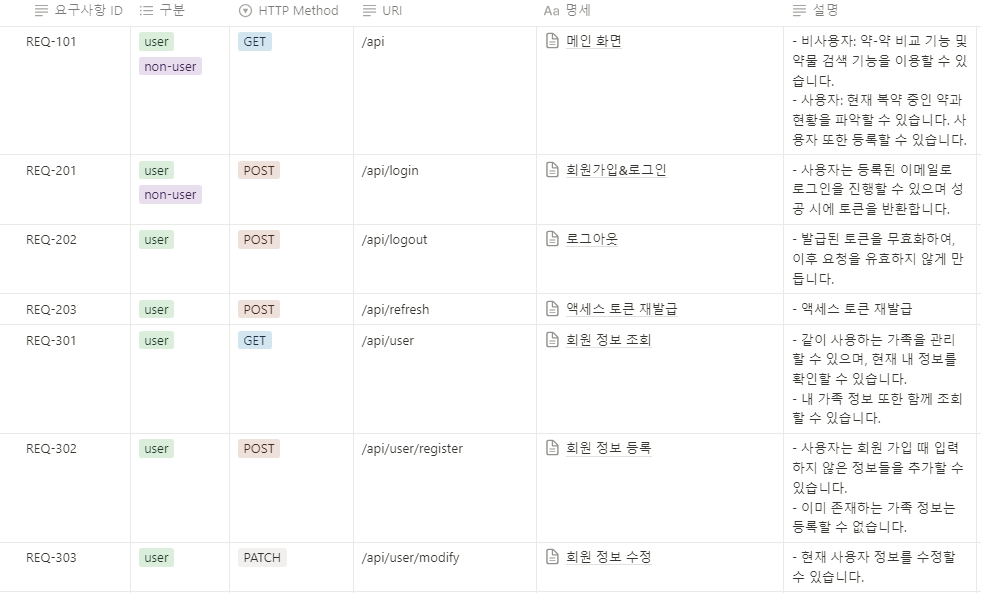 요구사항 ID 구분 HTTP Method URI Aa 명세 설명
REQ-101 user GET /api 메인 화면 - 비사용자: 약-약 비교 기능 및
non-user 약물 검색 기능을 이용할 수 있
습니다.
- 사용자: 현재 복약 중인 약과
현황을 파악할 수 있습니다. 사
용자 또한 등록할 수 있습니다.
REQ-201 user POST /api/login 회원가입&로그인 - 사용자는 등록된 이메일로
non-user 로그인을 진행할 수 있으며 성
공 시에 토큰을 반환합니다.
REQ-202 user POST /api/logout 로그아웃 - 발급된 토큰을 무효화하여,
이후 요청을 유효하지 않게 만
듭니다.
REQ-203 user POST /api/refresh 액세스 토큰 재발급 - 액세스 토큰 재발급
REQ-301 user GET /api/user 회원 정보 조회 - 같이 사용하는 가족을 관리
할 수 있으며, 현재 내 정보를
확인할 수 있습니다.
- 내 가족 정보 또한 함께 조회
할 수 있습니다.
REQ-302 user POST /api/user/register 회원 정보 등록 - 사용자는 회원 가입 때 입력
하지 않은 정보들을 추가할 수
있습니다.
- 이미 존재하는 가족 정보는
등록할 수 없습니다.
REQ-303 user PATCH /api/user/modify 회원 정보 수정 - 현재 사용자 정보를 수정할
수 있습니다.